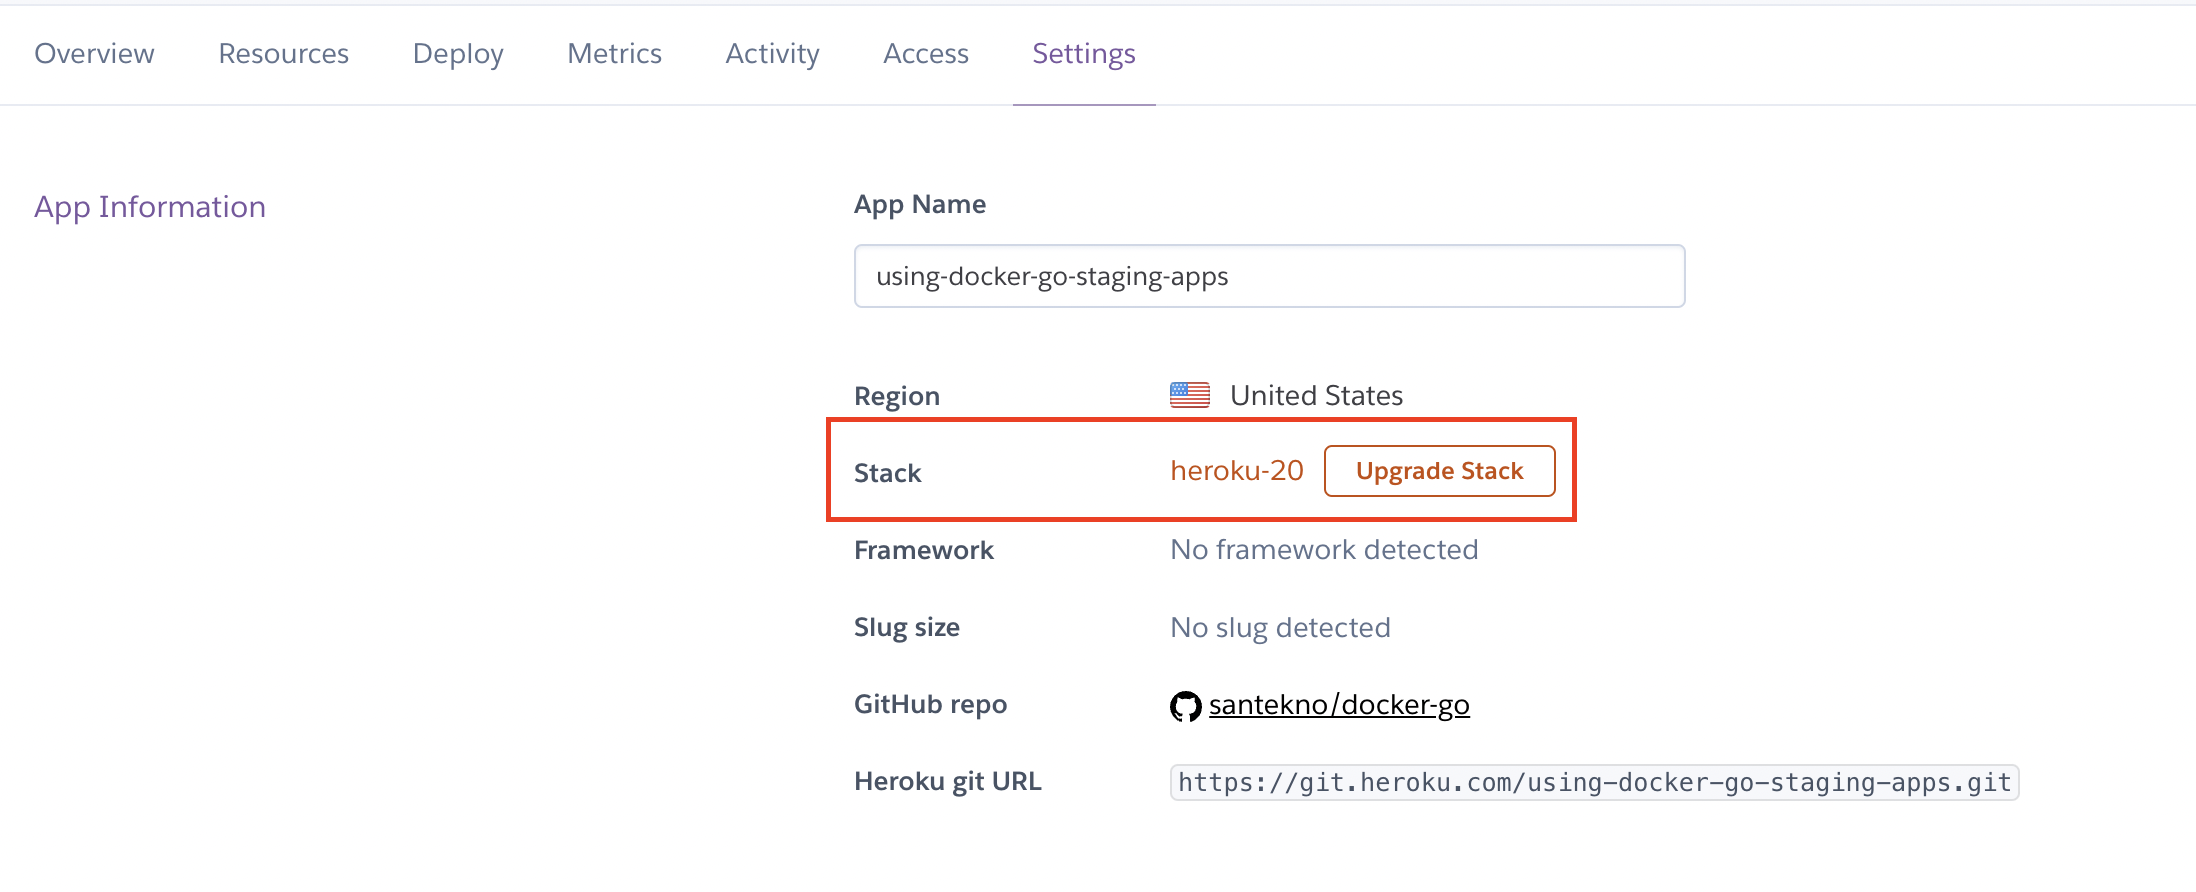 Overview Resources Deploy Metrics Activity Access Settings
App Information
App Name
using-docker-go-staging-apps
Region United States
Stack heroku-20 Upgrade Stack
Framework No framework detected
Slug size No slug detected
GitHub repo santekno/docker-go
Heroku git URL https://git.heroku.com/using-docker-go-staging-apps.git